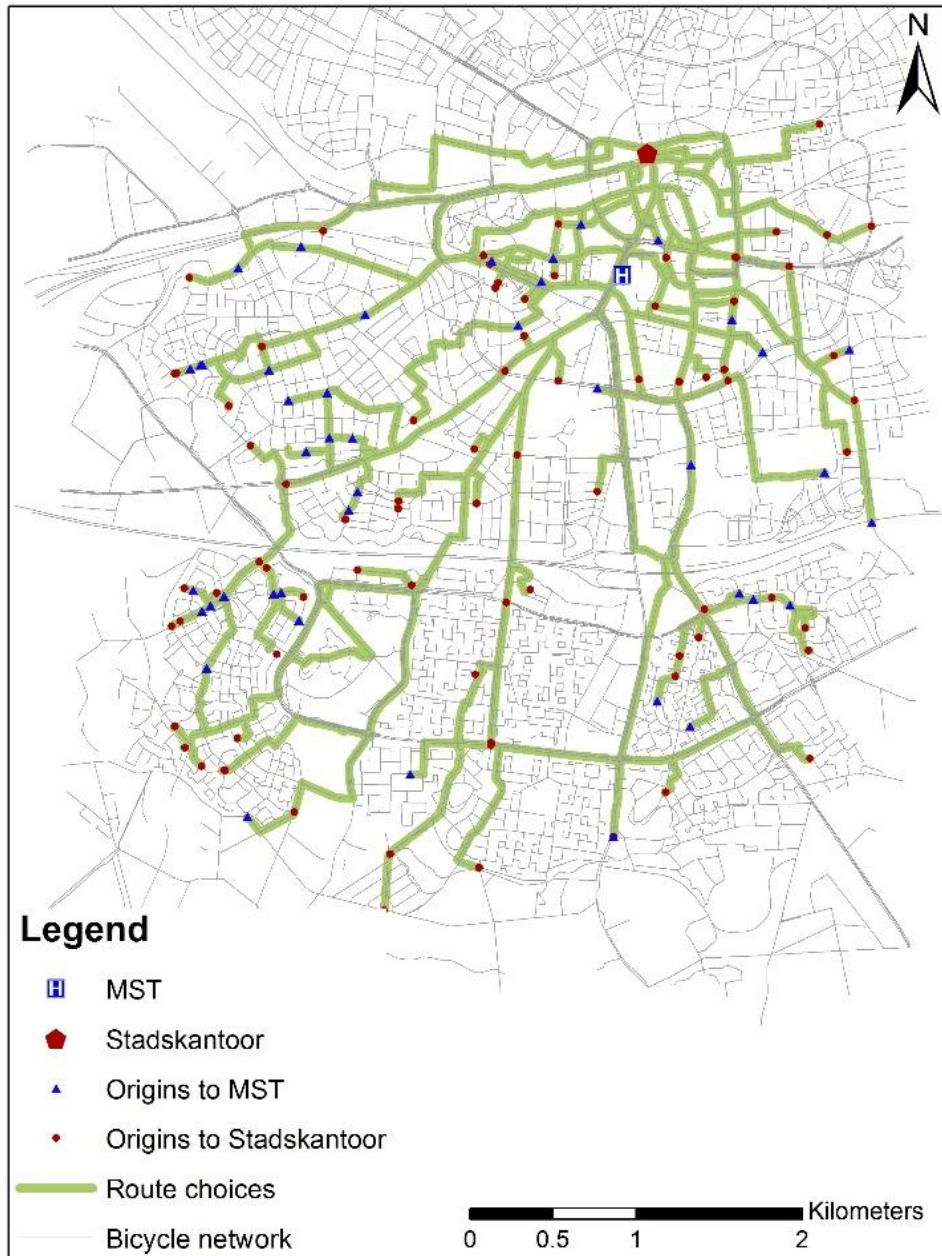 N
H
Legend
H MST
Stadskantoor
Origins to MST
Origins to Stadskantoor
Route choices
Bicycle network
Kilometers
0 0.5 1 2